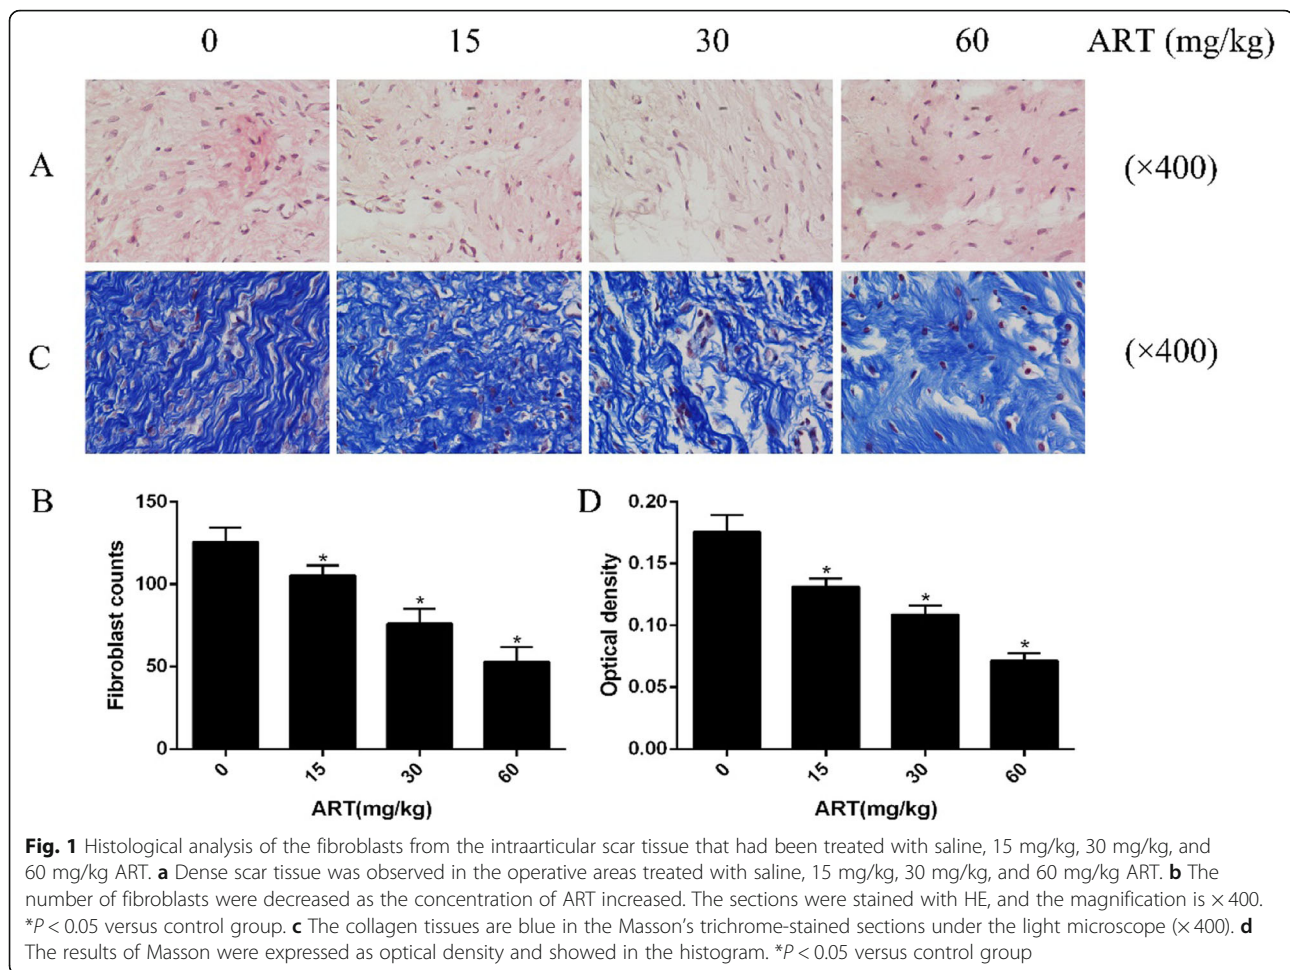 0 15 30 60 ART (mg/kg)
A (×400)
C (×400)
B
150
100
50
0
Fibroblast counts
* * *
0 15 30 60
ART(mg/kg)
D
0.20
0.15
0.10
0.05
0.00
Optical density
* * *
0 15 30 60
ART(mg/kg)
Fig. 1 Histological analysis of the fibroblasts from the intraarticular scar tissue that had been treated with saline, 15 mg/kg, 30 mg/kg, and
60 mg/kg ART. a Dense scar tissue was observed in the operative areas treated with saline, 15 mg/kg, 30 mg/kg, and 60 mg/kg ART. b The
number of fibroblasts were decreased as the concentration of ART increased. The sections were stained with HE, and the magnification is × 400.
*P < 0.05 versus control group. c The collagen tissues are blue in the Masson's trichrome-stained sections under the light microscope (× 400). d
The results of Masson were expressed as optical density and showed in the histogram. *P < 0.05 versus control group